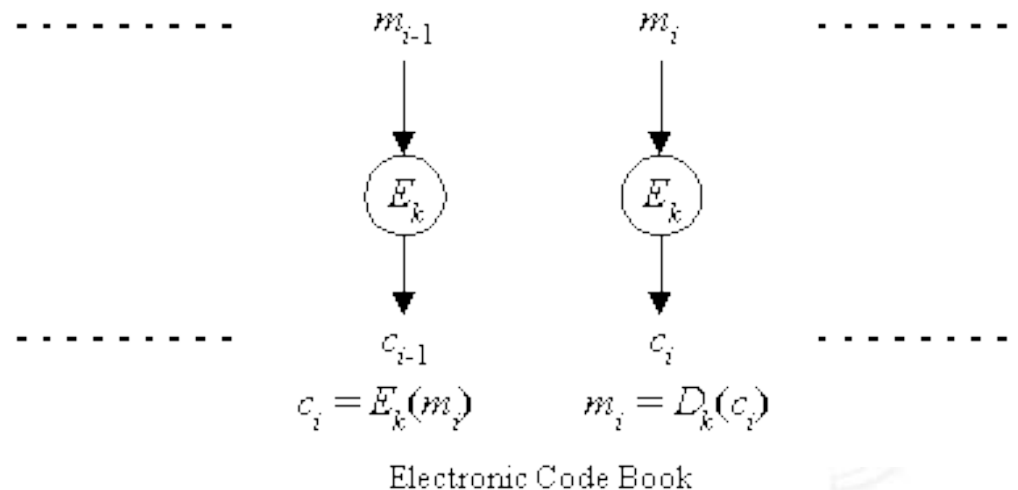 m_{i-1} m_i
E_k E_k
c_{i-1} c_i
c_i = E_k(m_i) m_i = D_k(c_i)
Electronic Code Book